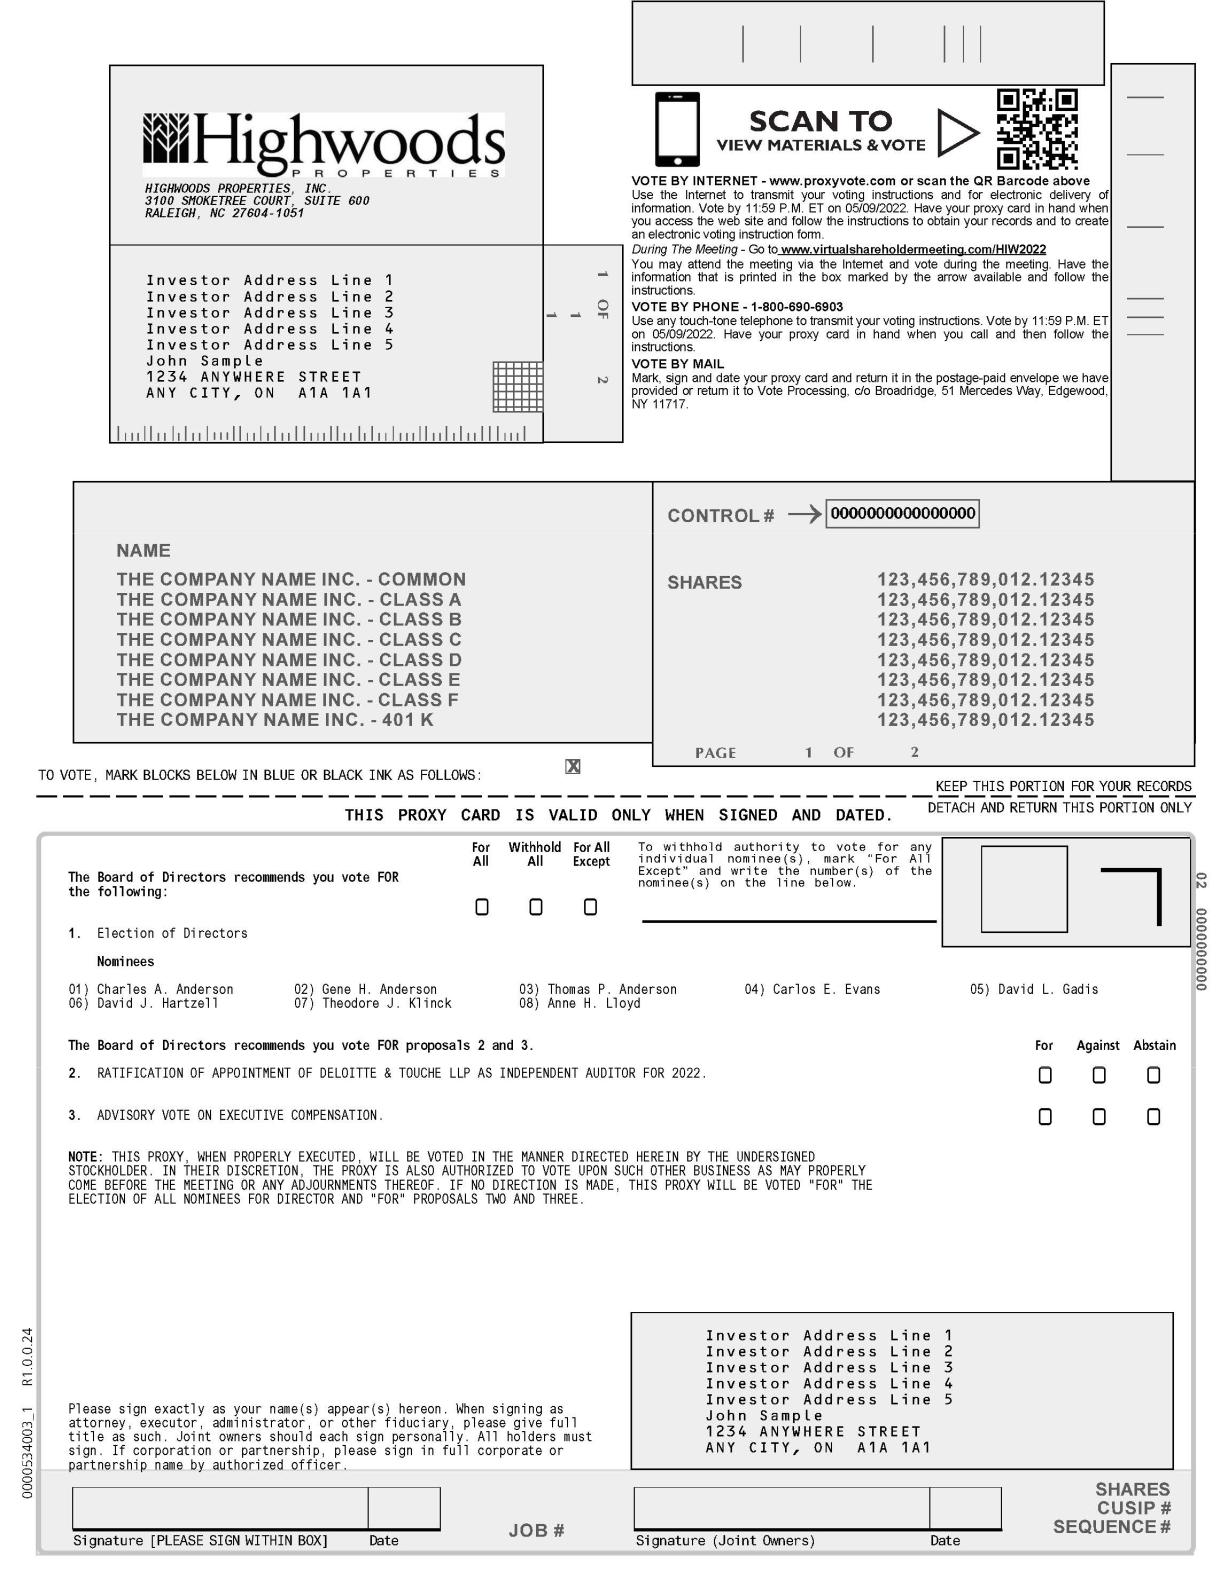 Highwoods
PROPERTIES
HIGHWOODS PROPERTIES, INC.
3100 SMOKETREE COURT, SUITE 600
RALEIGH, NC 27604-1051
Investor Address Line 1
Investor Address Line 2
Investor Address Line 3
Investor Address Line 4
Investor Address Line 5
John Sample
1234 ANYWHERE STREET
ANY CITY, ON A1A 1A1
1 OF 2
1 1
SCAN TO
VIEW MATERIALS & VOTE
VOTE BY INTERNET - www.proxyvote.com or scan the QR Barcode above
Use the Internet to transmit your voting instructions and for electronic delivery of
information. Vote by 11:59 P.M. ET on 05/09/2022. Have your proxy card in hand when
you access the web site and follow the instructions to obtain your records and to create
an electronic voting instruction form.
During The Meeting - Go to www.virtualshareholdermeeting.com/HIW2022
You may attend the meeting via the Internet and vote during the meeting. Have the
information that is printed in the box marked by the arrow available and follow the
instructions.
VOTE BY PHONE - 1-800-690-6903
Use any touch-tone telephone to transmit your voting instructions. Vote by 11:59 P.M. ET
on 05/09/2022. Have your proxy card in hand when you call and then follow the
instructions.
VOTE BY MAIL
Mark, sign and date your proxy card and return it in the postage-paid envelope we have
provided or return it to Vote Processing, c/o Broadridge, 51 Mercedes Way, Edgewood,
NY 11717.
CONTROL # 0000000000000000
NAME
THE COMPANY NAME INC. - COMMON SHARES 123,456,789,012.12345
THE COMPANY NAME INC. - CLASS A 123,456,789,012.12345
THE COMPANY NAME INC. - CLASS B 123,456,789,012.12345
THE COMPANY NAME INC. - CLASS C 123,456,789,012.12345
THE COMPANY NAME INC. - CLASS D 123,456,789,012.12345
THE COMPANY NAME INC. - CLASS E 123,456,789,012.12345
THE COMPANY NAME INC. - CLASS F 123,456,789,012.12345
THE COMPANY NAME INC. - 401 K 123,456,789,012.12345
PAGE 1 OF 2
TO VOTE, MARK BLOCKS BELOW IN BLUE OR BLACK INK AS FOLLOWS: X
KEEP THIS PORTION FOR YOUR RECORDS
DETACH AND RETURN THIS PORTION ONLY
THIS PROXY CARD IS VALID ONLY WHEN SIGNED AND DATED.
For Withhold For All
All All Except
To withhold authority to vote for any
individual nominee(s), mark "For All
Except" and write the number(s) of the
nominee(s) on the line below.
The Board of Directors recommends you vote FOR
the following:
1. Election of Directors
Nominees
01) Charles A. Anderson 02) Gene H. Anderson 03) Thomas P. Anderson 04) Carlos E. Evans 05) David L. Gadis
06) David J. Hartzell 07) Theodore J. Klinck 08) Anne H. Lloyd
02 0000000000
The Board of Directors recommends you vote FOR proposals 2 and 3. For Against Abstain
2. RATIFICATION OF APPOINTMENT OF DELOITTE & TOUCHE LLP AS INDEPENDENT AUDITOR FOR 2022.
3. ADVISORY VOTE ON EXECUTIVE COMPENSATION.
NOTE: THIS PROXY, WHEN PROPERLY EXECUTED, WILL BE VOTED IN THE MANNER DIRECTED HEREIN BY THE UNDERSIGNED
STOCKHOLDER. IN THEIR DISCRETION, THE PROXY IS ALSO AUTHORIZED TO VOTE UPON SUCH OTHER BUSINESS AS MAY PROPERLY
COME BEFORE THE MEETING OR ANY ADJOURNMENTS THEREOF. IF NO DIRECTION IS MADE, THIS PROXY WILL BE VOTED "FOR" THE
ELECTION OF ALL NOMINEES FOR DIRECTOR AND "FOR" PROPOSALS TWO AND THREE.
0000534003_1 R1.0.0.24
Please sign exactly as your name(s) appear(s) hereon. When signing as
attorney, executor, administrator, or other fiduciary, please give full
title as such. Joint owners should each sign personally. All holders must
sign. If corporation or partnership, please sign in full corporate or
partnership name by authorized officer.
Investor Address Line 1
Investor Address Line 2
Investor Address Line 3
Investor Address Line 4
Investor Address Line 5
John Sample
1234 ANYWHERE STREET
ANY CITY, ON A1A 1A1
Signature [PLEASE SIGN WITHIN BOX] Date
JOB #
Signature (Joint Owners) Date
SHARES
CUSIP #
SEQUENCE #